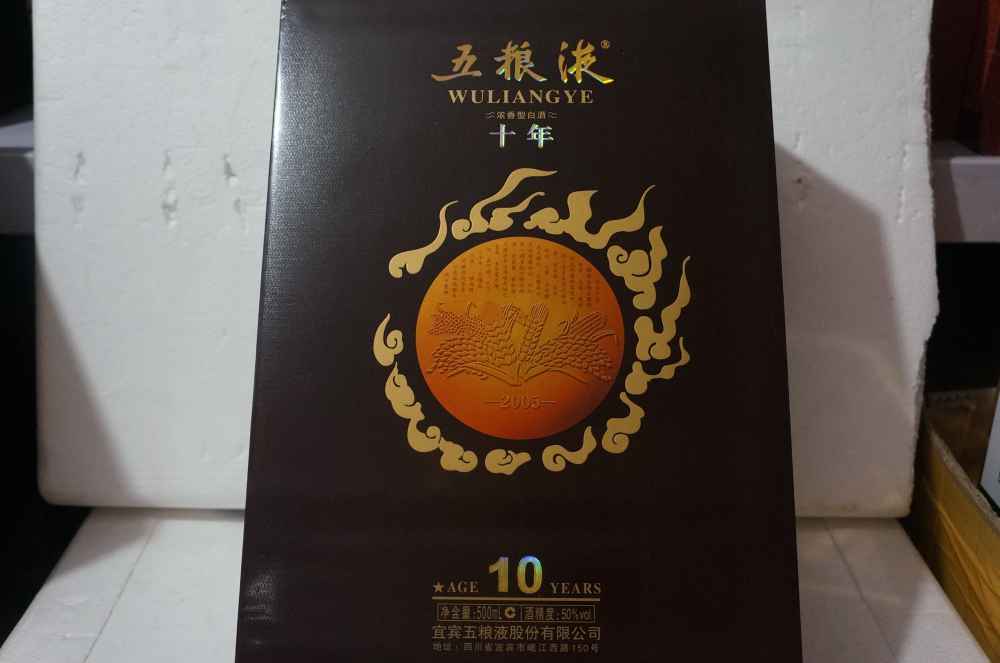 五粮液®
WULIANGYE
浓香型白酒
十年
—2005—
★AGE 10 YEARS
净含量:500mL C 酒精度:50%vol
宜宾五粮液股份有限公司
地址:四川省宜宾市岷江西路150号